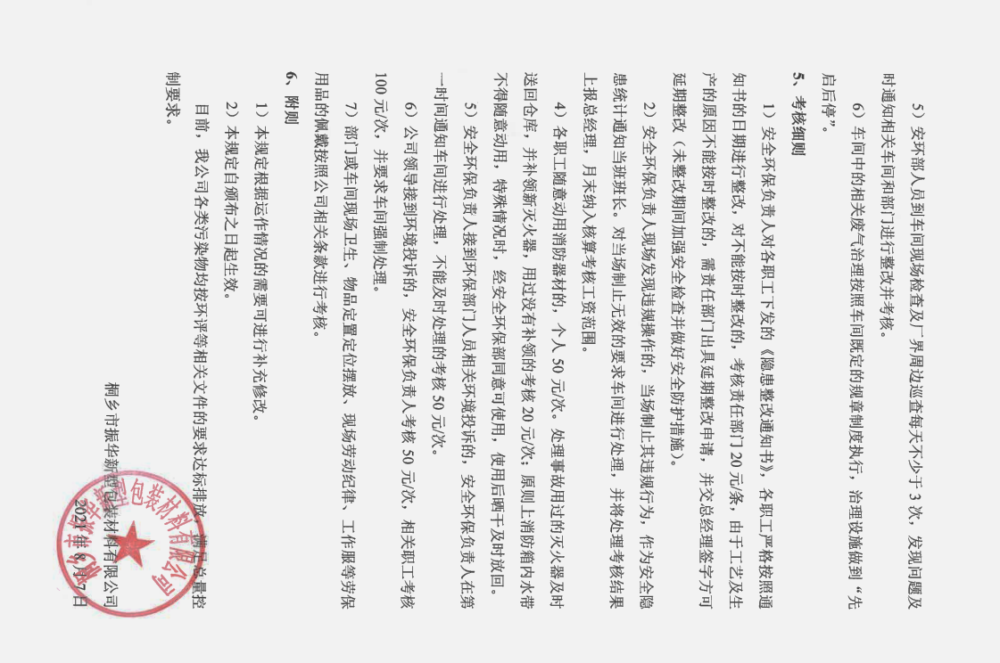 5）安环部人员到车间现场检查及厂界周边巡查每天不少于 3 次，发现问题及
时通知相关车间和部门进行整改并考核。
6）车间中的相关废气治理按照车间既定的规章制度执行，治理设施做到“先
启后停”。
5、考核细则
1）安全环保负责人对各职工下发的《隐患整改通知书》，各职工严格按照通
知书的日期进行整改，对不能按时整改的，考核责任部门 20 元/条，由于工艺及生
产的原因不能按时整改的，需责任部门出具延期整改申请，并交总经理签字方可
延期整改（未整改期间加强安全检查并做好安全防护措施）。
2）安全环保负责人现场发现违规操作的，当场制止其违规行为，作为安全隐
患统计通知当班班长。对当场制止无效的要求车间进行处理，并将处理考核结果
上报总经理，月末纳入核算考核工资范围。
4）各职工随意动用消防器材的，个人 50 元/次。处理事故用过的灭火器及时
送回仓库，并补领新灭火器，用过没有补领的考核 20 元/次；原则上消防箱内水带
不得随意动用，特殊情况时，经安全环保部同意可使用，使用后晒干及时放回。
5）安全环保负责人接到环保部门人员相关环境投诉的，安全环保负责人在第
一时间通知车间进行处理，不能及时处理的考核 50 元/次。
6）公司领导接到环境投诉的，安全环保负责人考核 50 元/次，相关职工考核
100 元/次，并要求车间强制处理。
7）部门或车间现场卫生、物品定置定位摆放、现场劳动纪律、工作服等劳保
用品的佩戴按照公司相关条款进行考核。
6、附则
1）本规定根据运作情况的需要可进行补充修改。
2）本规定自颁布之日起生效。
目前，我公司各类污染物均按环评等相关文件的要求达标排放，满足总量控
制要求。
桐乡市振华新型包装材料有限公司
2021 年 8 月 7 日
桐乡市振华新型包装材料有限公司